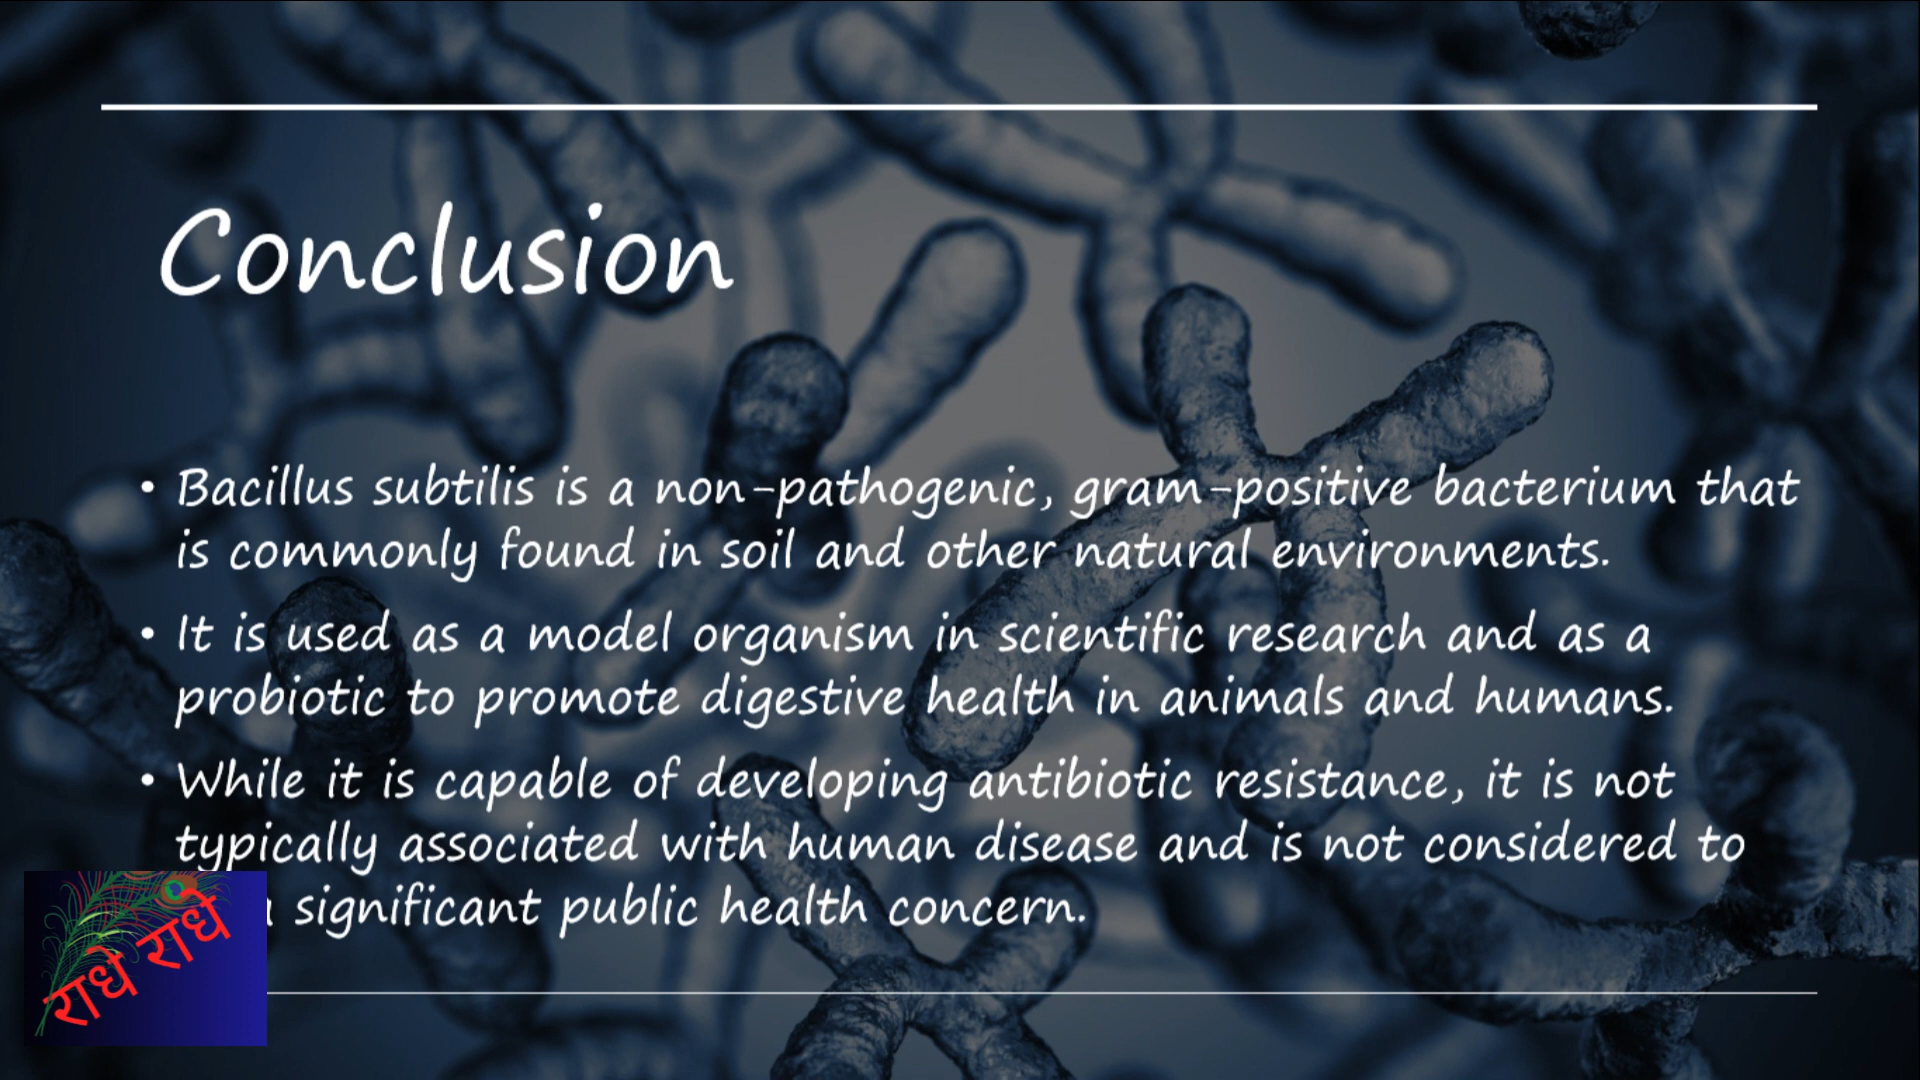 Conclusion
• Bacillus subtilis is a non-pathogenic, gram-positive bacterium that
is commonly found in soil and other natural environments.
• It is used as a model organism in scientific research and as a
probiotic to promote digestive health in animals and humans.
• While it is capable of developing antibiotic resistance, it is not
typically associated with human disease and is not considered to
significant public health concern.
राधे राधे